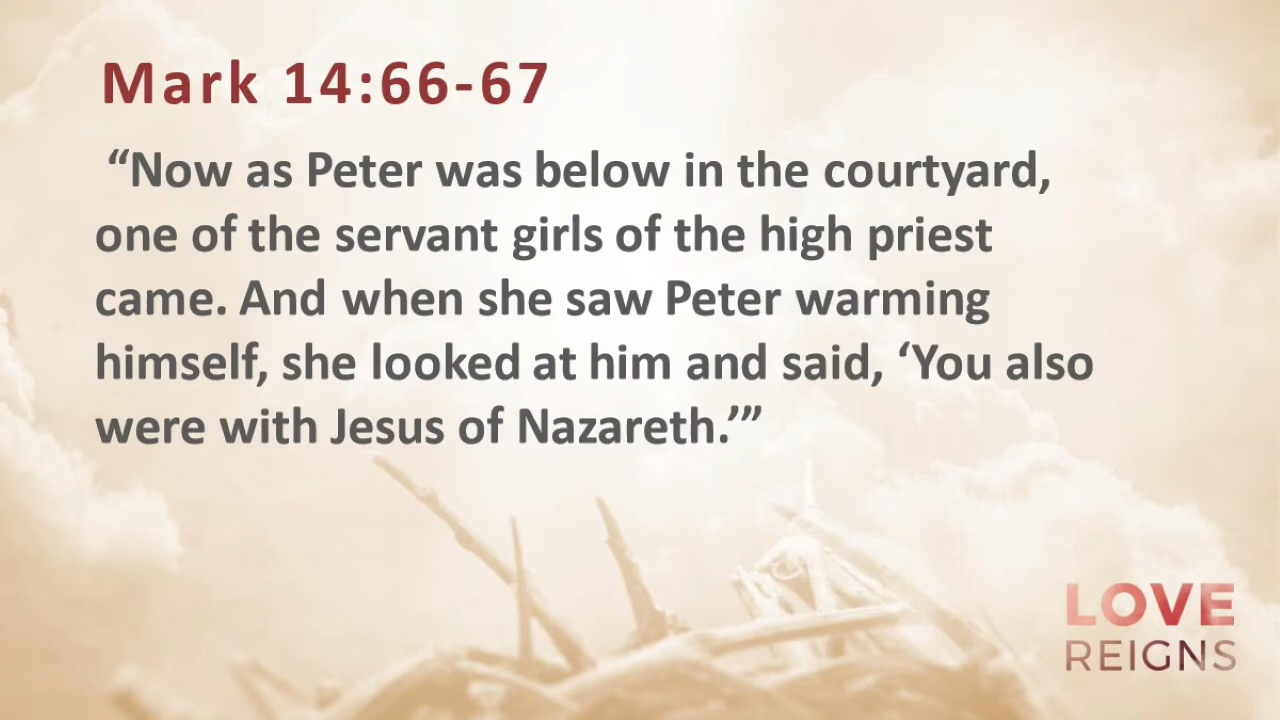 Mark 14:66-67
“Now as Peter was below in the courtyard,
one of the servant girls of the high priest
came. And when she saw Peter warming
himself, she looked at him and said, ‘You also
were with Jesus of Nazareth.’”
LOVE
REIGNS